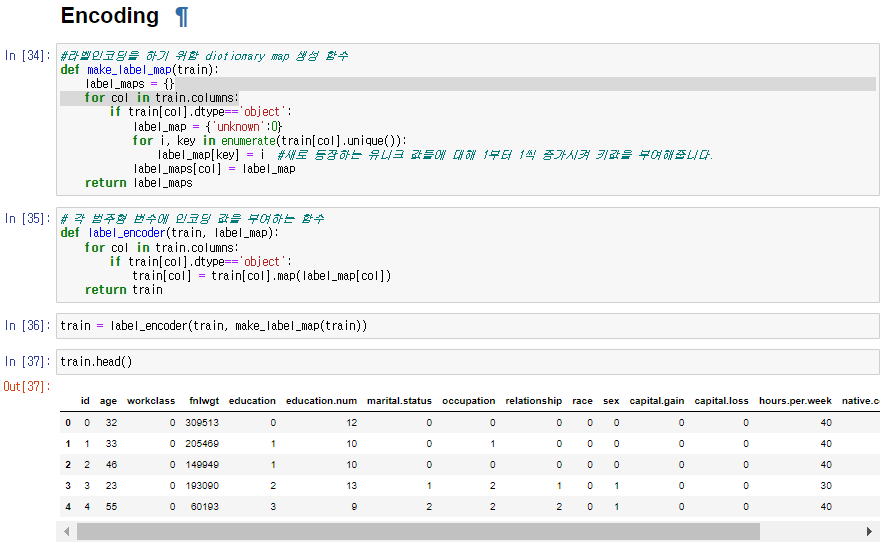 Encoding ¶
In [34]:
#라벨인코딩을 하기 위함 dictionary map 생성 함수
def make_label_map(train):
    label_maps = {}
    for col in train.columns:
        if train[col].dtype=='object':
            label_map = {'unknown':0}
            for i, key in enumerate(train[col].unique()):
                label_map[key] = i  #새로 등장하는 유니크 값들에 대해 1부터 1씩 증가시켜 키값을 부여해줍니다.
            label_maps[col] = label_map
    return label_maps
In [35]:
# 각 범주형 변수에 인코딩 값을 부여하는 함수
def label_encoder(train, label_map):
    for col in train.columns:
        if train[col].dtype=='object':
            train[col] = train[col].map(label_map[col])
    return train
In [36]:
train = label_encoder(train, make_label_map(train))
In [37]:
train.head()
Out[37]:
id age workclass fnlwgt education education.num marital.status occupation relationship race sex capital.gain capital.loss hours.per.week native.c
0 0 32 0 309513 0 12 0 0 0 0 0 0 0 40
1 1 33 0 205469 1 10 0 1 0 0 0 0 0 40
2 2 46 0 149949 1 10 0 0 0 0 0 0 0 40
3 3 23 0 193090 2 13 1 2 1 0 1 0 0 30
4 4 55 0 60193 3 9 2 2 2 0 1 0 0 40